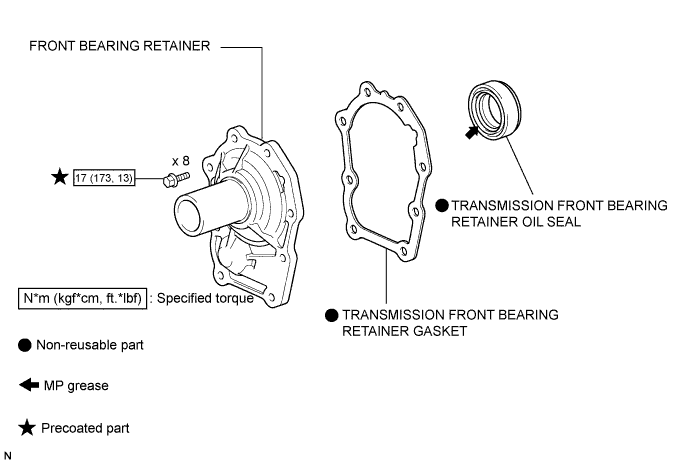 FRONT BEARING RETAINER
x 8
17 (173, 13)
TRANSMISSION FRONT BEARING
RETAINER OIL SEAL
N*m (kgf*cm, ft.*lbf) : Specified torque
TRANSMISSION FRONT BEARING
RETAINER GASKET
Non-reusable part
MP grease
Precoated part
N